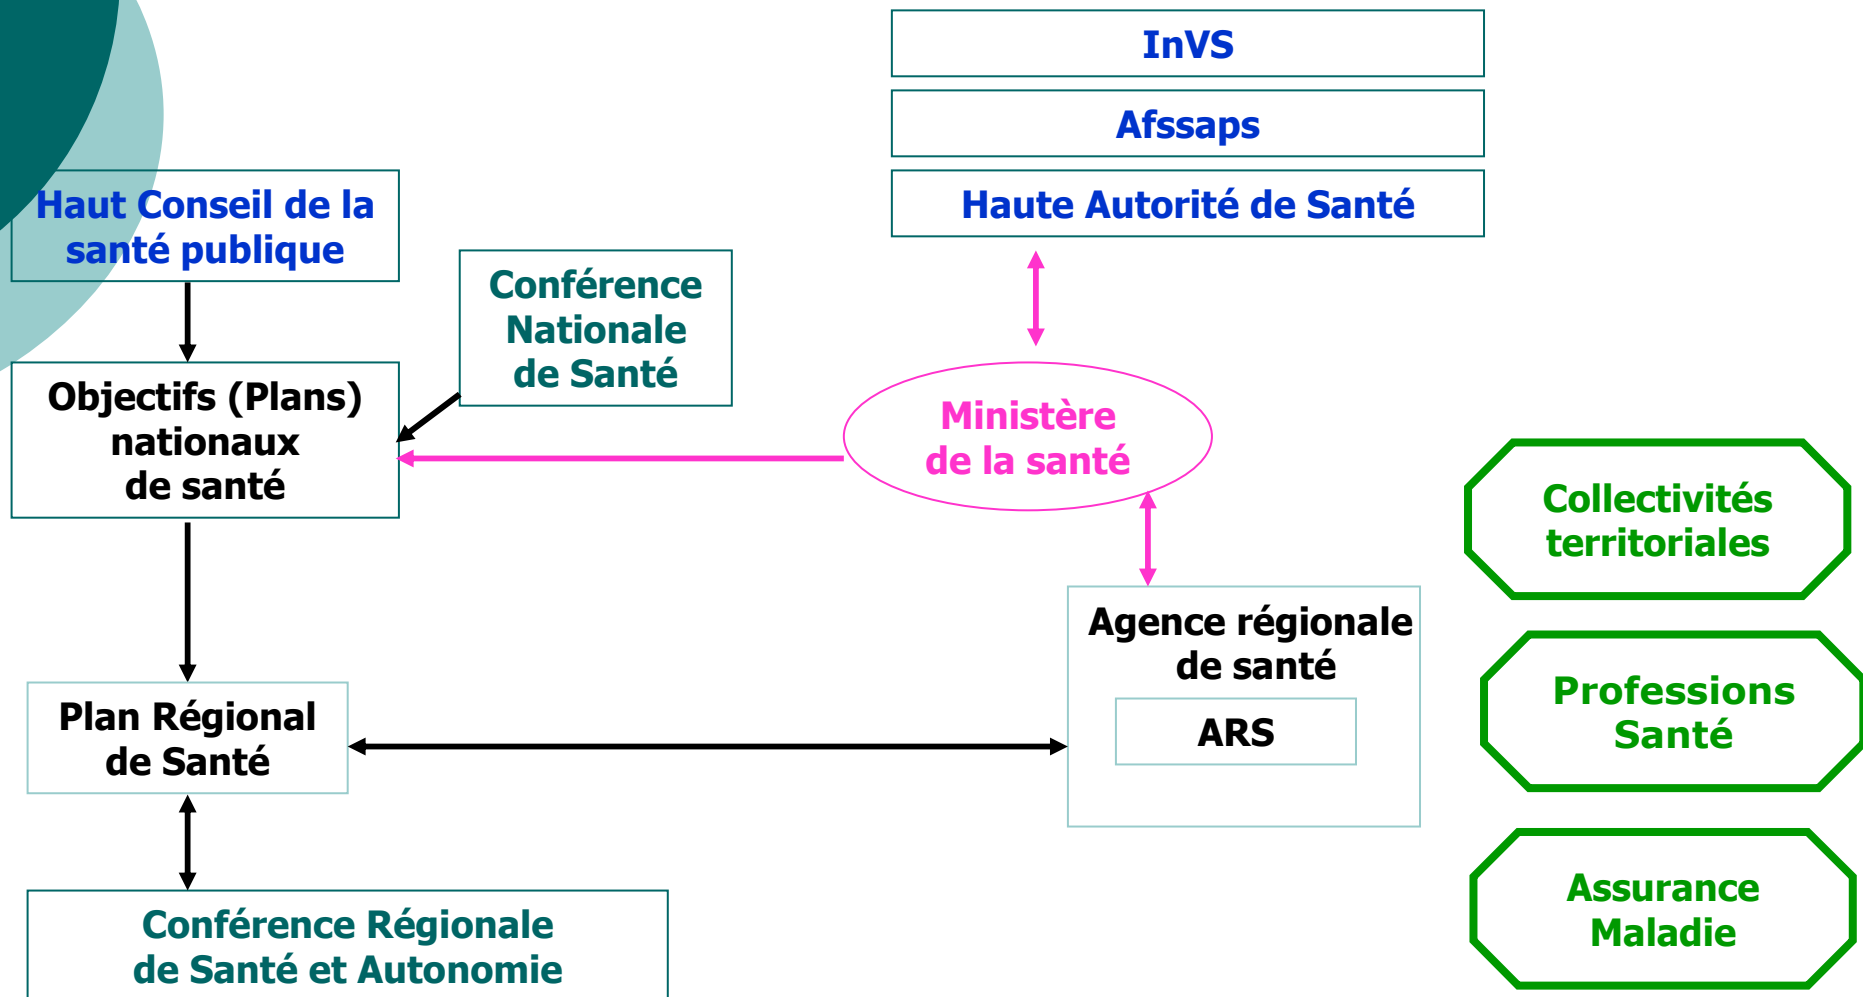 InVS
Afssaps
Haute Autorité de Santé
Haut Conseil de la
santé publique
Conférence
Nationale
de Santé
Objectifs (Plans)
nationaux
de santé
Ministère
de la santé
Collectivités
territoriales
Agence régionale
de santé
ARS
Professions
Santé
Plan Régional
de Santé
Assurance
Maladie
Conférence Régionale
de Santé et Autonomie